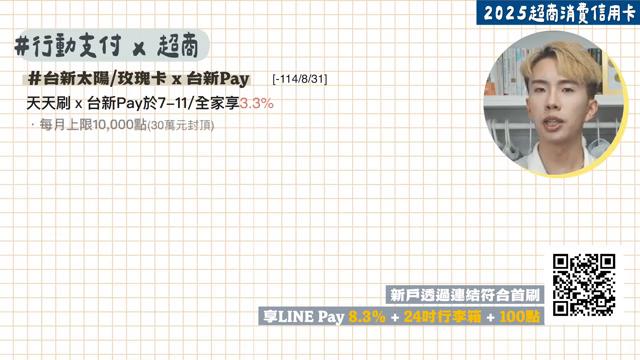 2025超商消費信用卡
#行動支付 x 超商
#台新太陽/玫瑰卡 x 台新Pay [-114/8/31]
天天刷 x 台新Pay於7-11/全家享3.3%
・每月上限10,000點(30萬元封頂)
新戶透過連結符合首刷
享LINE Pay 8.3% + 24吋行李箱 + 100點